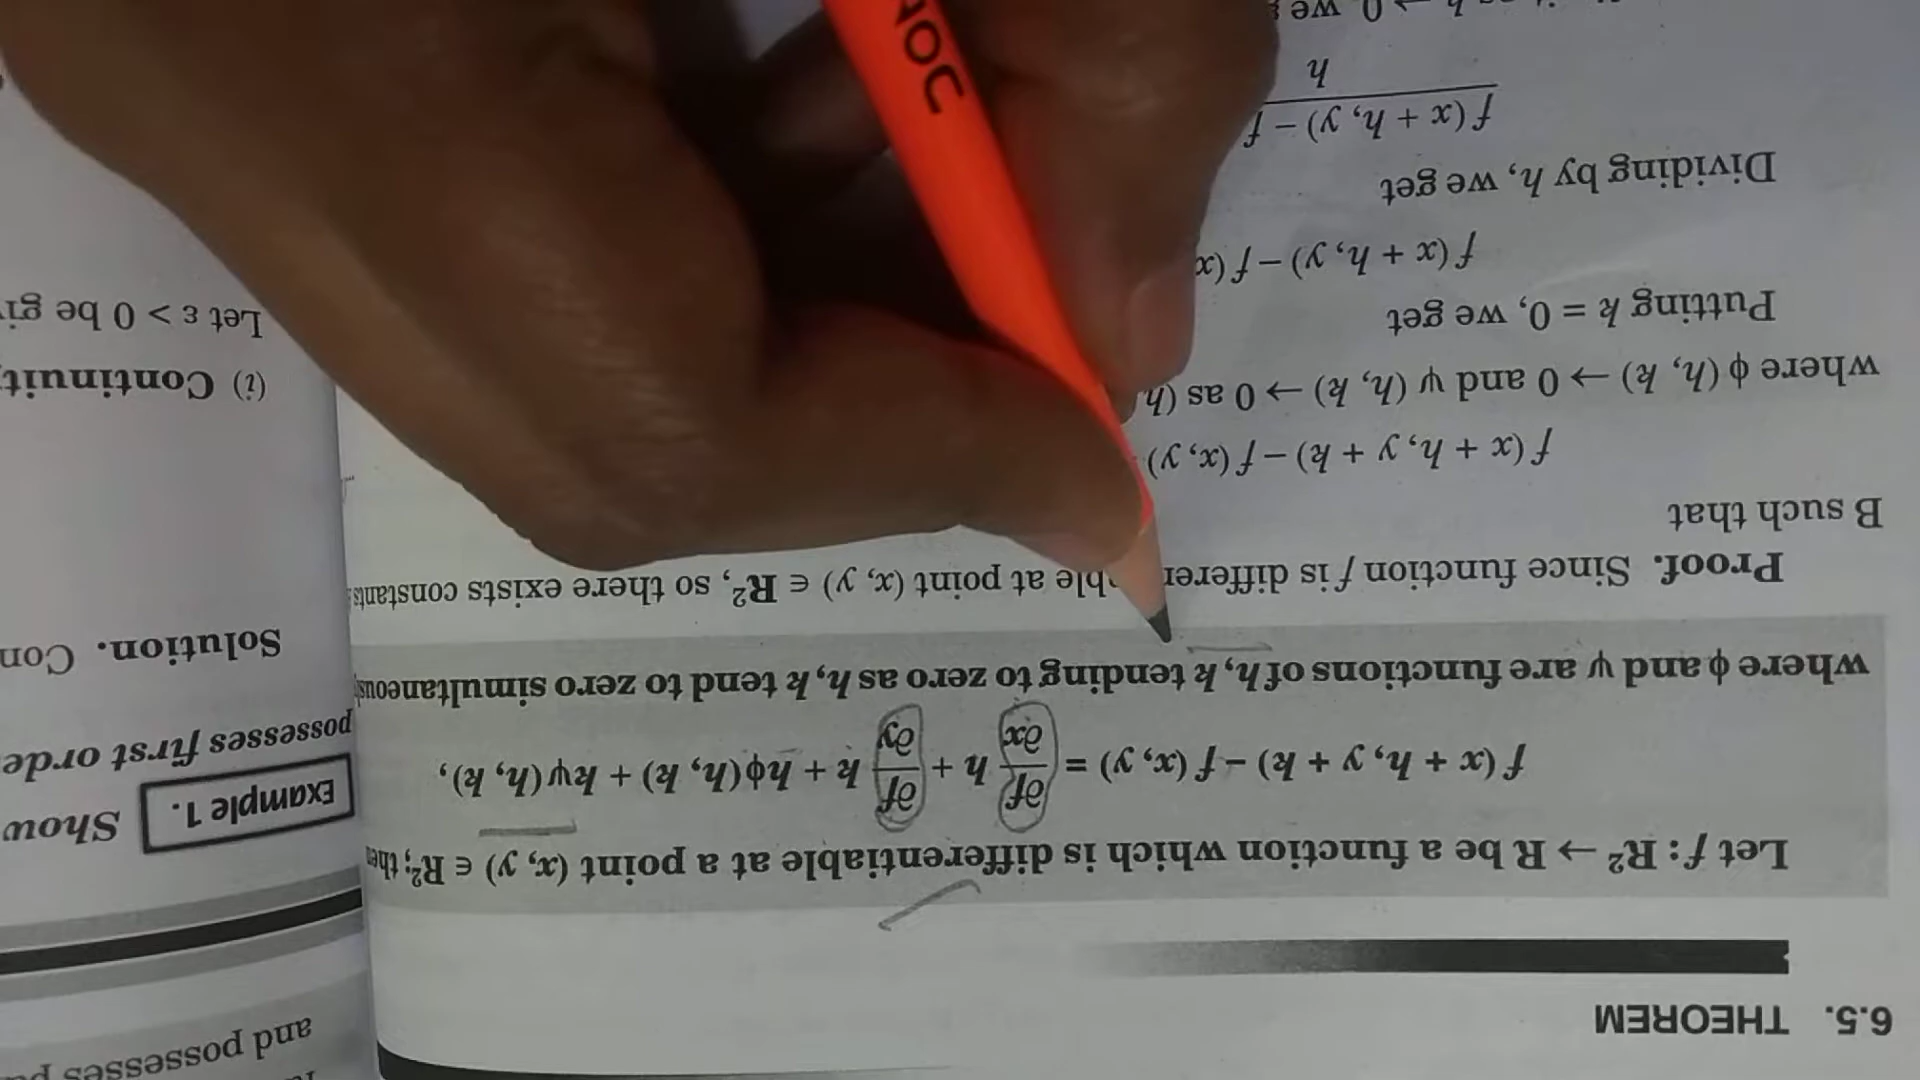 6.5. THEOREM
Let f : R² → R be a function which is differentiable at a point (x, y) ∈ R²; then
f (x + h, y + k) – f (x, y) = ∂f/∂x h + ∂f/∂y k + hϕ(h, k) + kψ(h, k),
where ϕ and ψ are functions of h, k tending to zero as h, k tend to zero simultaneous
Proof. Since function f is differen ble at point (x, y) ∈ R², so there exists constants
B such that
f (x + h, y + k) – f (x, y)
where ϕ (h, k) → 0 and ψ (h, k) → 0 as (h,
Putting k = 0, we get
f (x + h, y) – f (x
Dividing by h, we get
f (x + h, y) – f
h
→ 0 we
and possesses
Example 1. Show
possesses first orde
Solution. Con
(i) Continuit
Let ε > 0 be gi
NOC